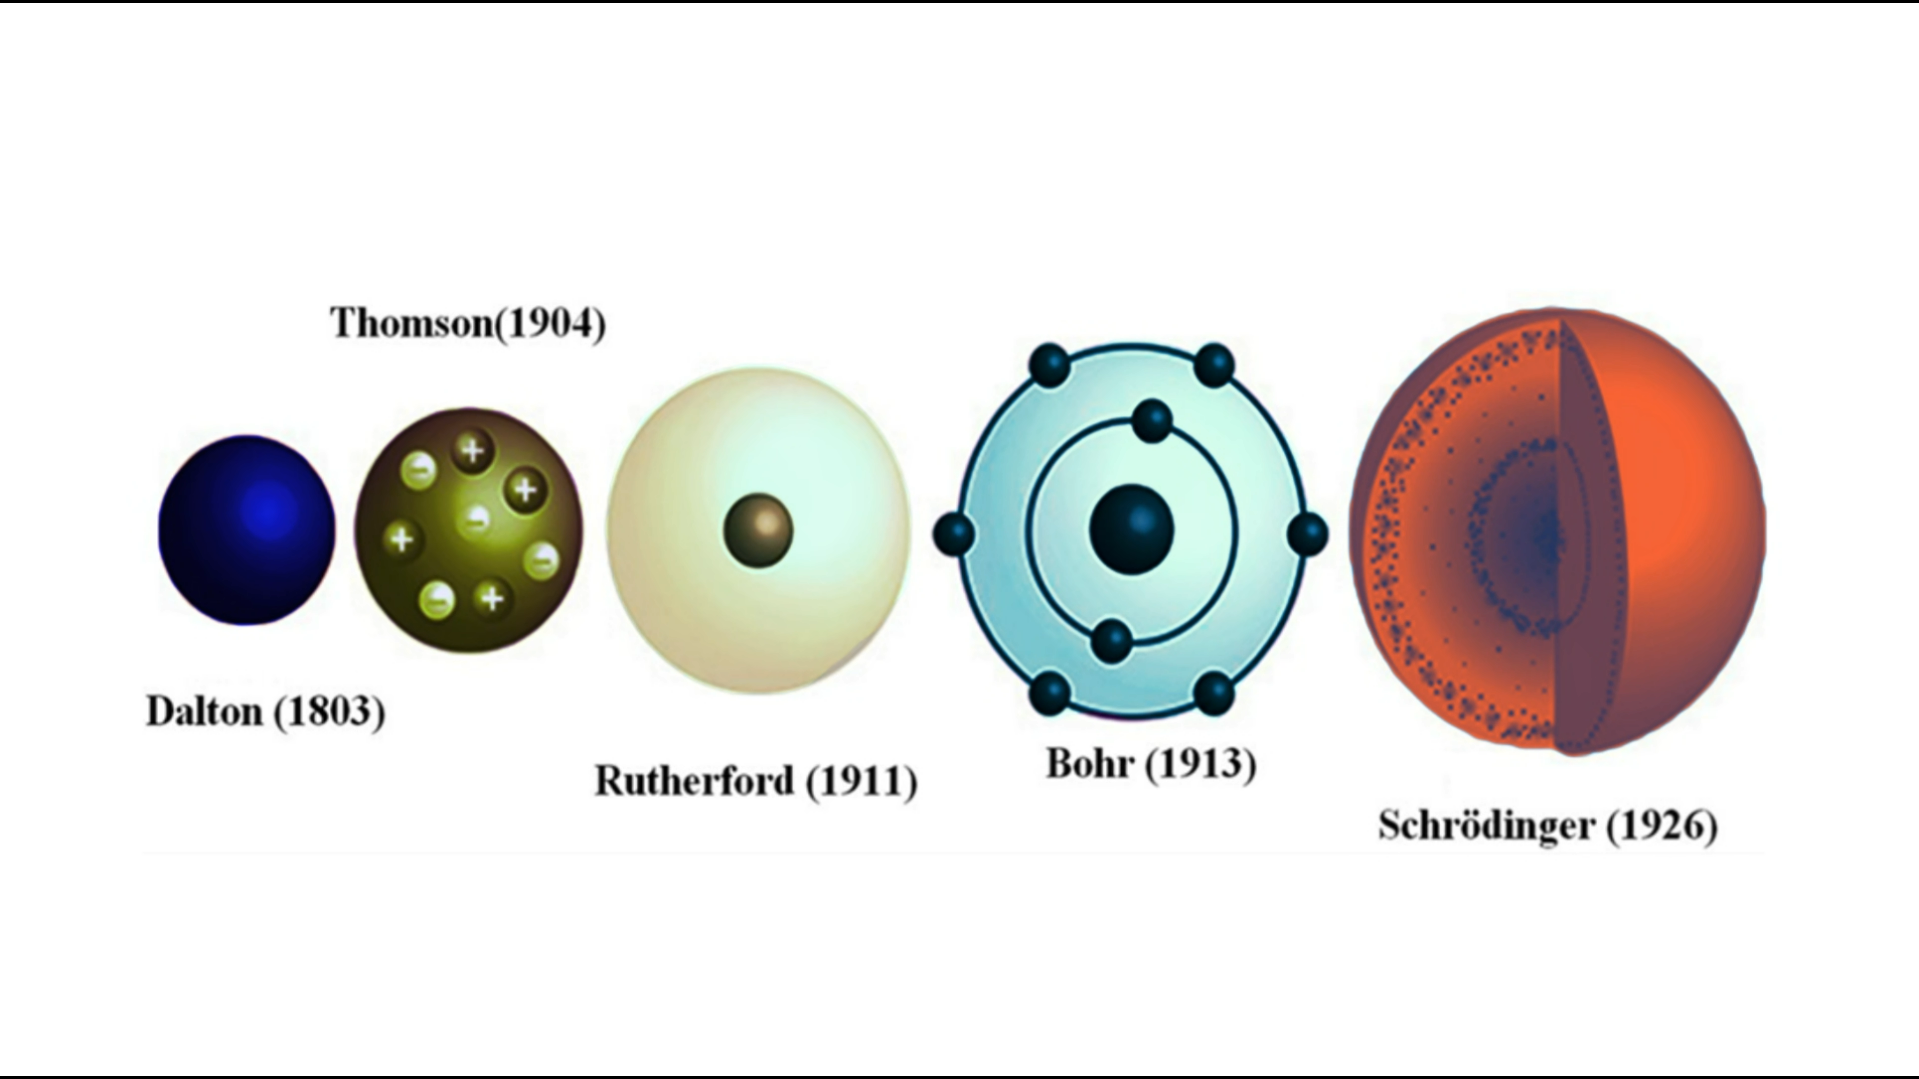 Thomson(1904)
+
−
+
−
+
−
−
+
Dalton (1803)
Rutherford (1911)
Bohr (1913)
Schrödinger (1926)